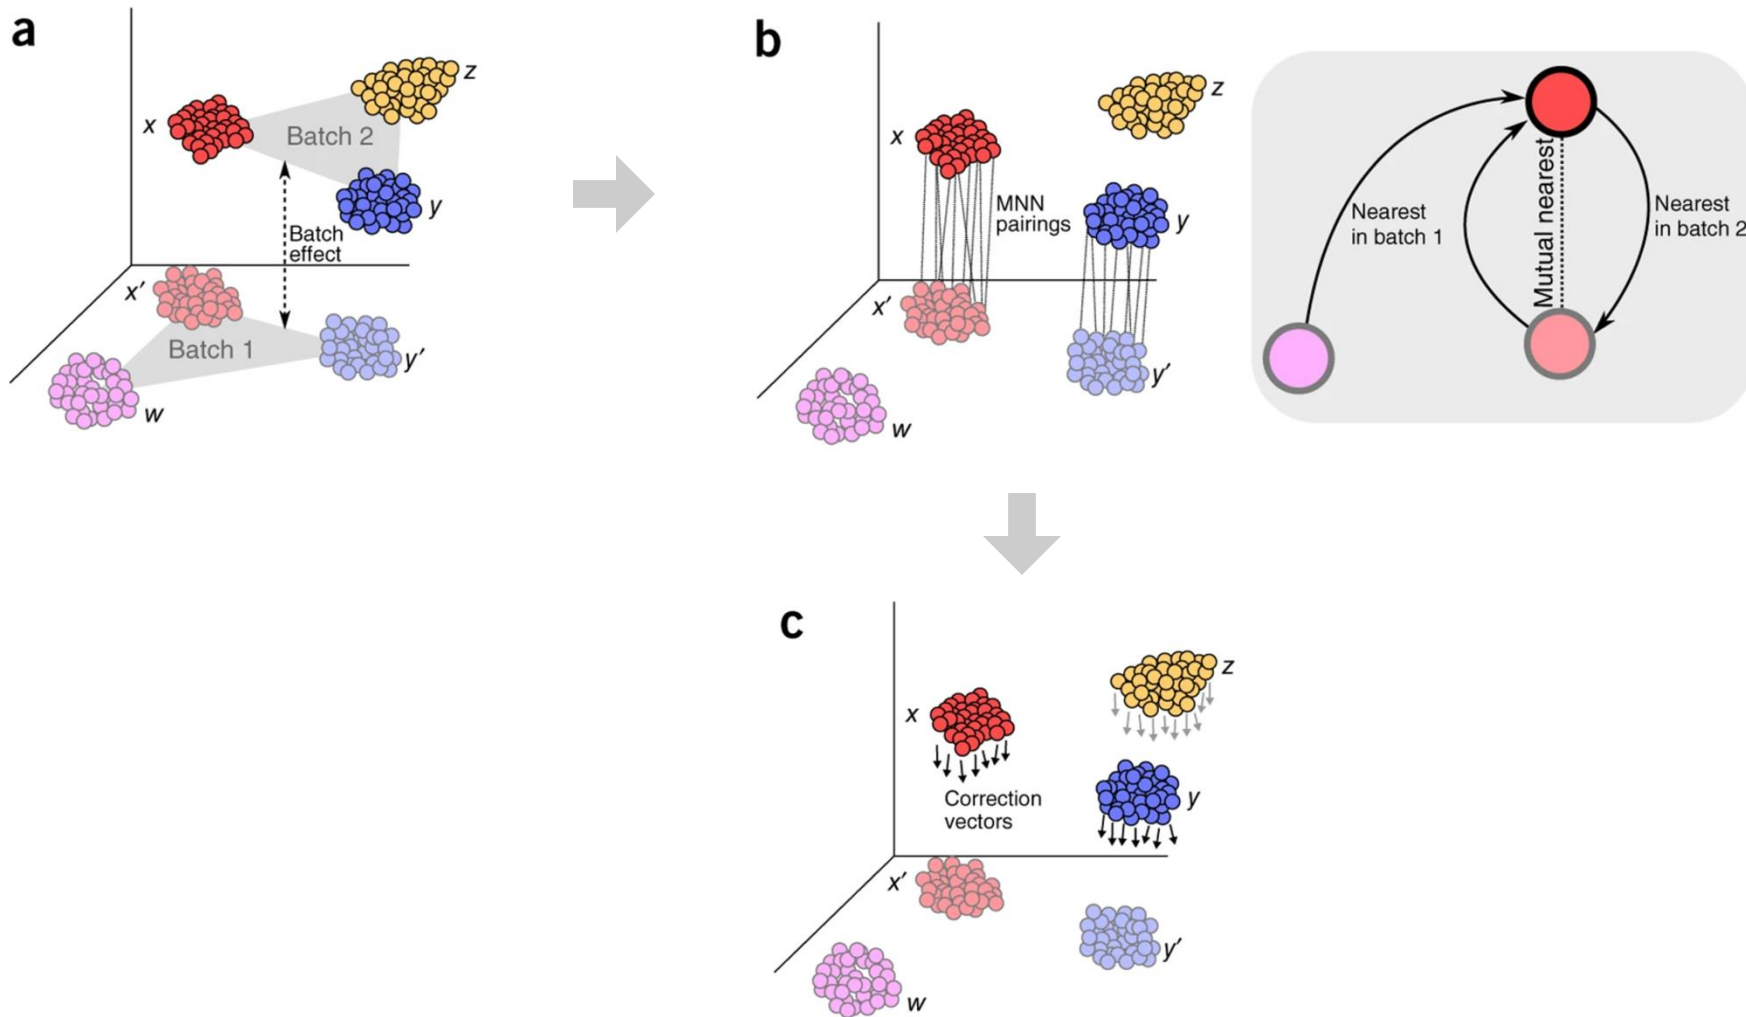 a
z
x
Batch 2
y
Batch
effect
x′
Batch 1
y′
w
b
z
x
MNN
pairings
y
x′
y′
w
Nearest
in batch 1
Mutual nearest
Nearest
in batch 2
c
z
x
Correction
vectors
y
x′
y′
w